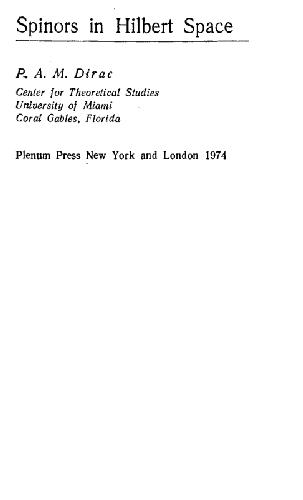 Spinors in Hilbert Space
P. A. M. Dirac
Center for Theoretical Studies
University of Miami
Coral Gables, Florida
Plenum Press New York and London 1974